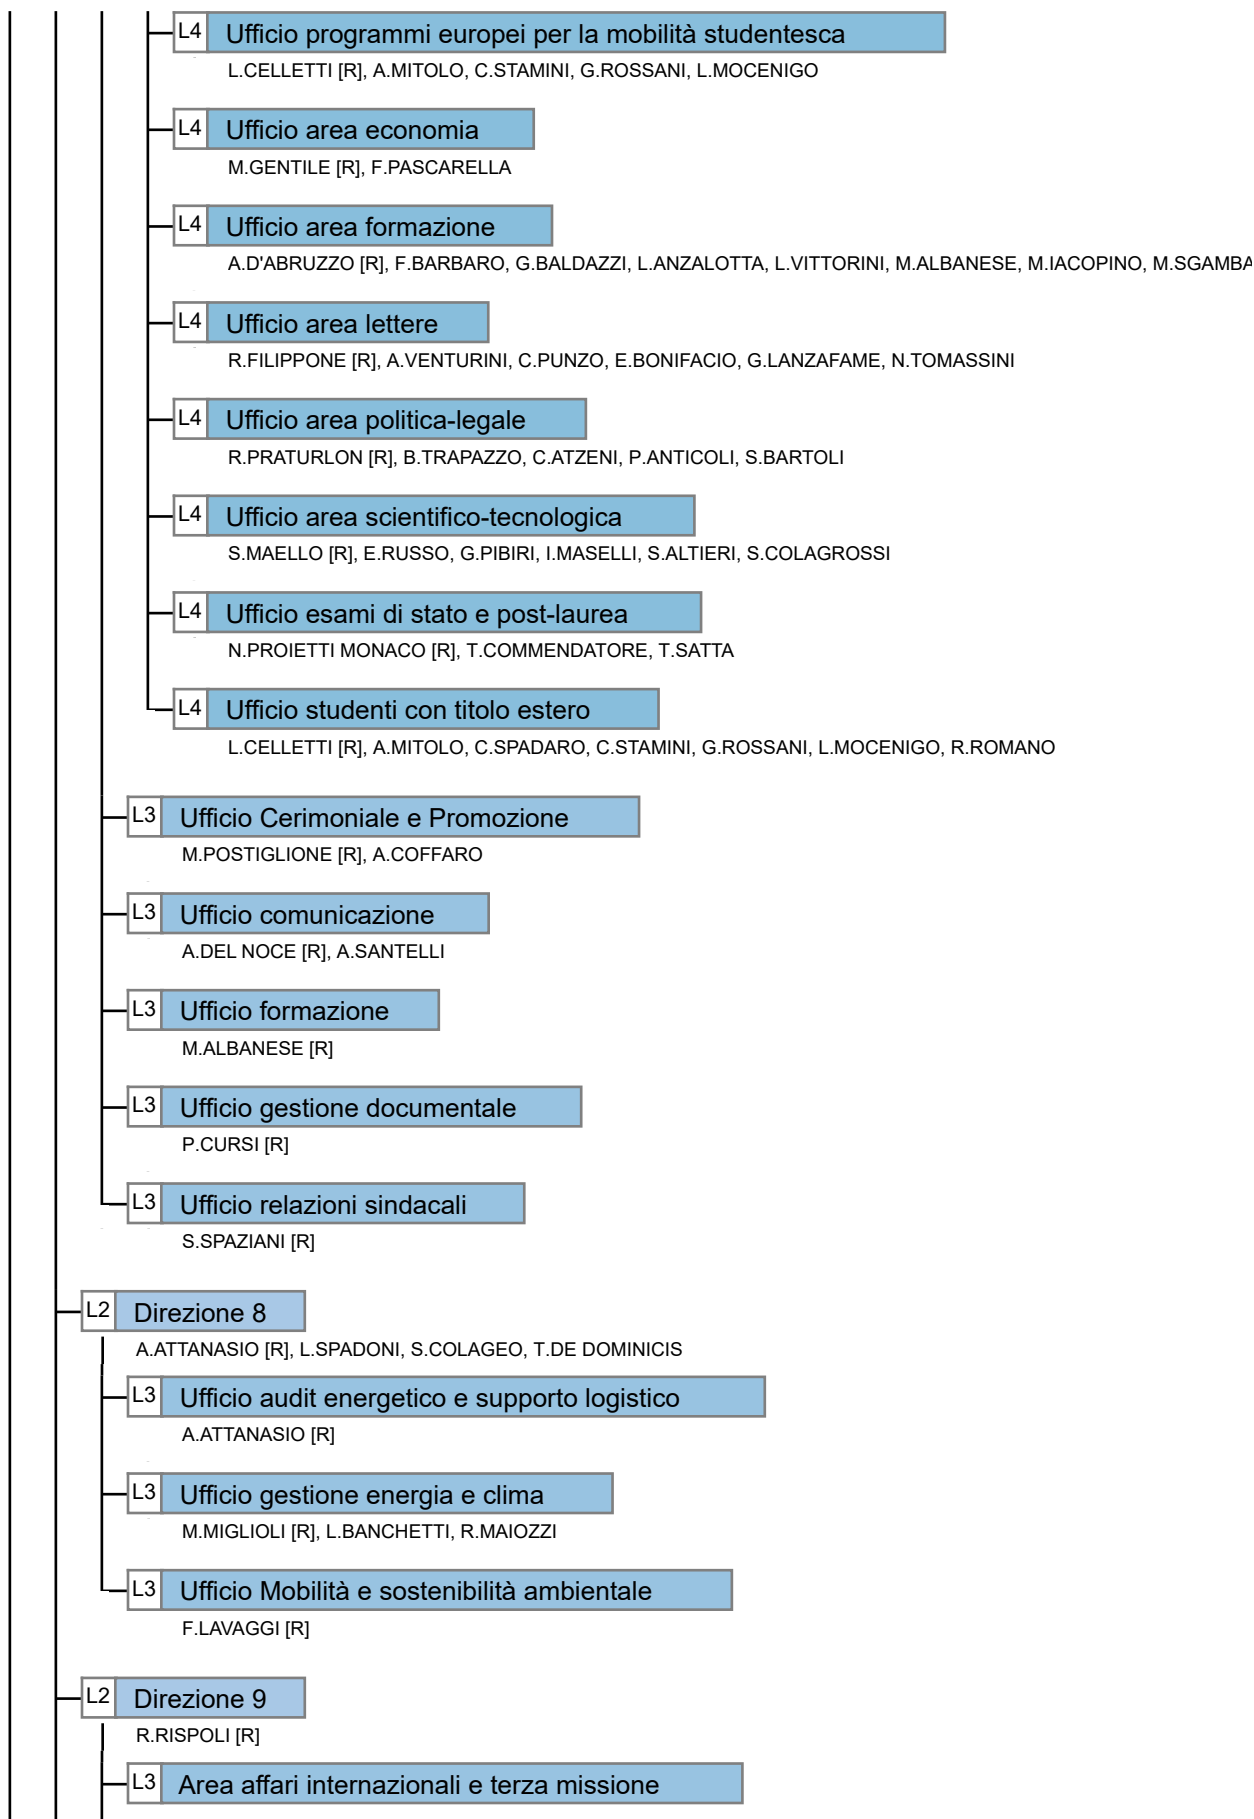 L4 Ufficio programmi europei per la mobilità studentesca
L.CELLETTI [R], A.MITOLO, C.STAMINI, G.ROSSANI, L.MOCENIGO
L4 Ufficio area economia
M.GENTILE [R], F.PASCARELLA
L4 Ufficio area formazione
A.D'ABRUZZO [R], F.BARBARO, G.BALDAZZI, L.ANZALOTTA, L.VITTORINI, M.ALBANESE, M.IACOPINO, M.SGAMBA
L4 Ufficio area lettere
R.FILIPPONE [R], A.VENTURINI, C.PUNZO, E.BONIFACIO, G.LANZAFAME, N.TOMASSINI
L4 Ufficio area politica-legale
R.PRATURLON [R], B.TRAPAZZO, C.ATZENI, P.ANTICOLI, S.BARTOLI
L4 Ufficio area scientifico-tecnologica
S.MAELLO [R], E.RUSSO, G.PIBIRI, I.MASELLI, S.ALTIERI, S.COLAGROSSI
L4 Ufficio esami di stato e post-laurea
N.PROIETTI MONACO [R], T.COMMENDATORE, T.SATTA
L4 Ufficio studenti con titolo estero
L.CELLETTI [R], A.MITOLO, C.SPADARO, C.STAMINI, G.ROSSANI, L.MOCENIGO, R.ROMANO
L3 Ufficio Cerimoniale e Promozione
M.POSTIGLIONE [R], A.COFFARO
L3 Ufficio comunicazione
A.DEL NOCE [R], A.SANTELLI
L3 Ufficio formazione
M.ALBANESE [R]
L3 Ufficio gestione documentale
P.CURSI [R]
L3 Ufficio relazioni sindacali
S.SPAZIANI [R]
L2 Direzione 8
A.ATTANASIO [R], L.SPADONI, S.COLAGEO, T.DE DOMINICIS
L3 Ufficio audit energetico e supporto logistico
A.ATTANASIO [R]
L3 Ufficio gestione energia e clima
M.MIGLIOLI [R], L.BANCHETTI, R.MAIOZZI
L3 Ufficio Mobilità e sostenibilità ambientale
F.LAVAGGI [R]
L2 Direzione 9
R.RISPOLI [R]
L3 Area affari internazionali e terza missione